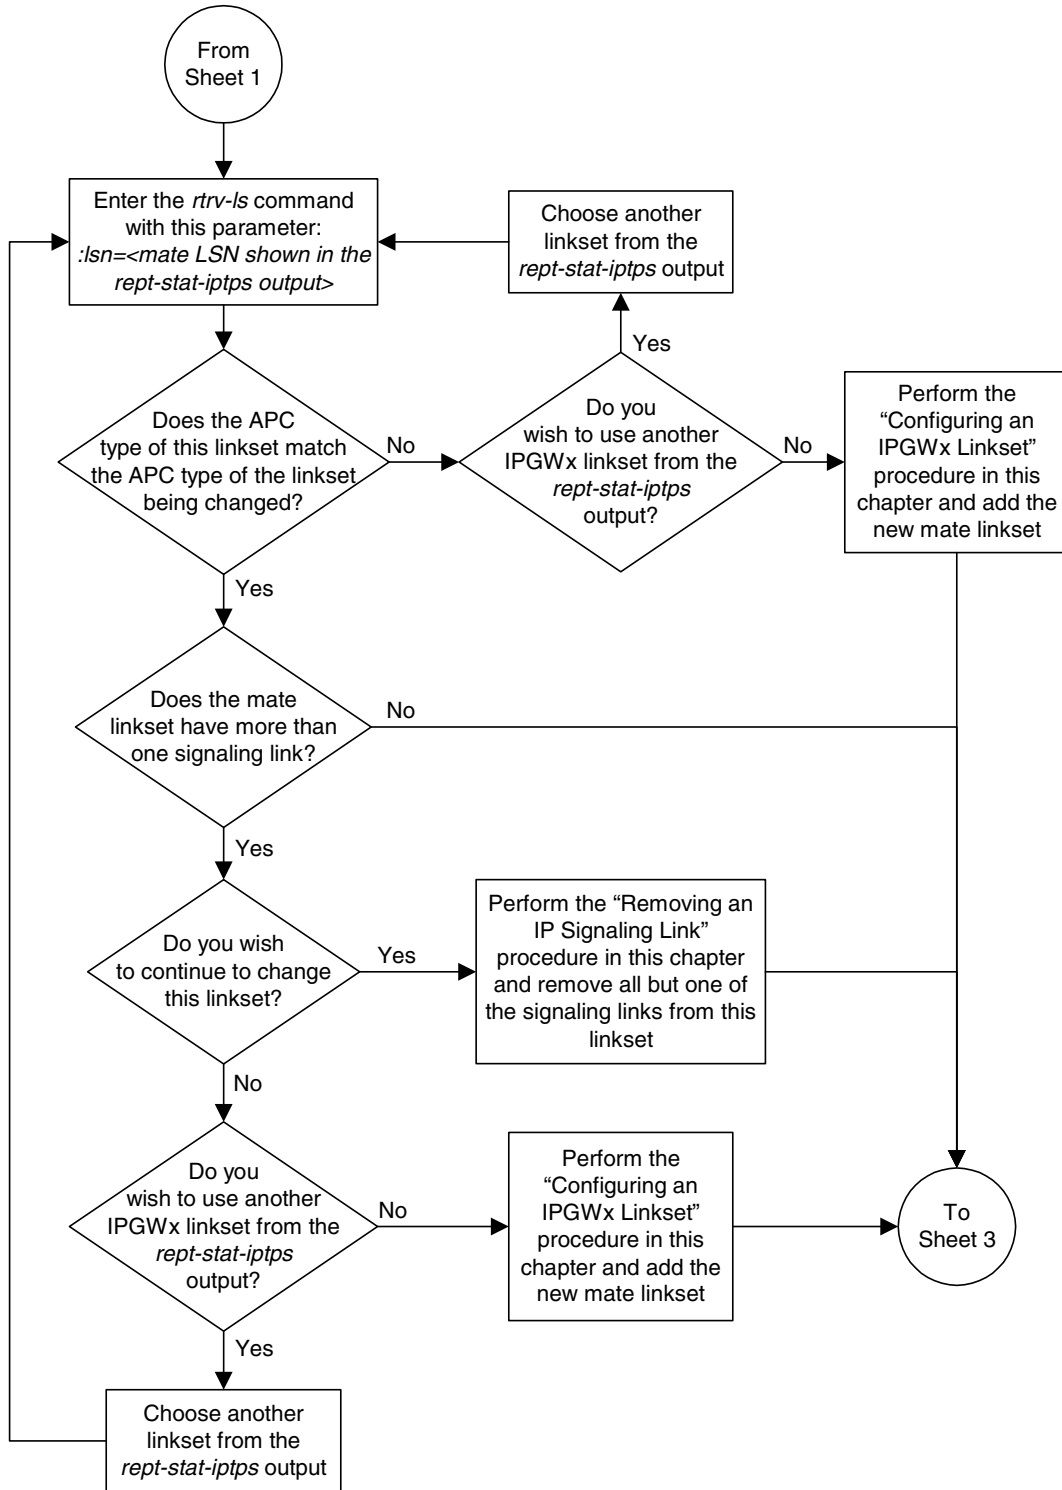 From
Sheet 1
Enter the rtrv-ls command
with this parameter:
:lsn=<mate LSN shown in the
rept-stat-iptps output>
Choose another
linkset from the
rept-stat-iptps output
Yes
Does the APC
type of this linkset match
the APC type of the linkset
being changed?
No
Do you
wish to use another
IPGWx linkset from the
rept-stat-iptps
output?
No
Perform the
“Configuring an
IPGWx Linkset”
procedure in this
chapter and add the
new mate linkset
Yes
Does the mate
linkset have more than
one signaling link?
No
Yes
Do you wish
to continue to change
this linkset?
Yes
Perform the “Removing an
IP Signaling Link”
procedure in this chapter
and remove all but one of
the signaling links from this
linkset
No
Do you
wish to use another
IPGWx linkset from the
rept-stat-iptps
output?
No
Perform the
“Configuring an
IPGWx Linkset”
procedure in this
chapter and add the
new mate linkset
To
Sheet 3
Yes
Choose another
linkset from the
rept-stat-iptps output